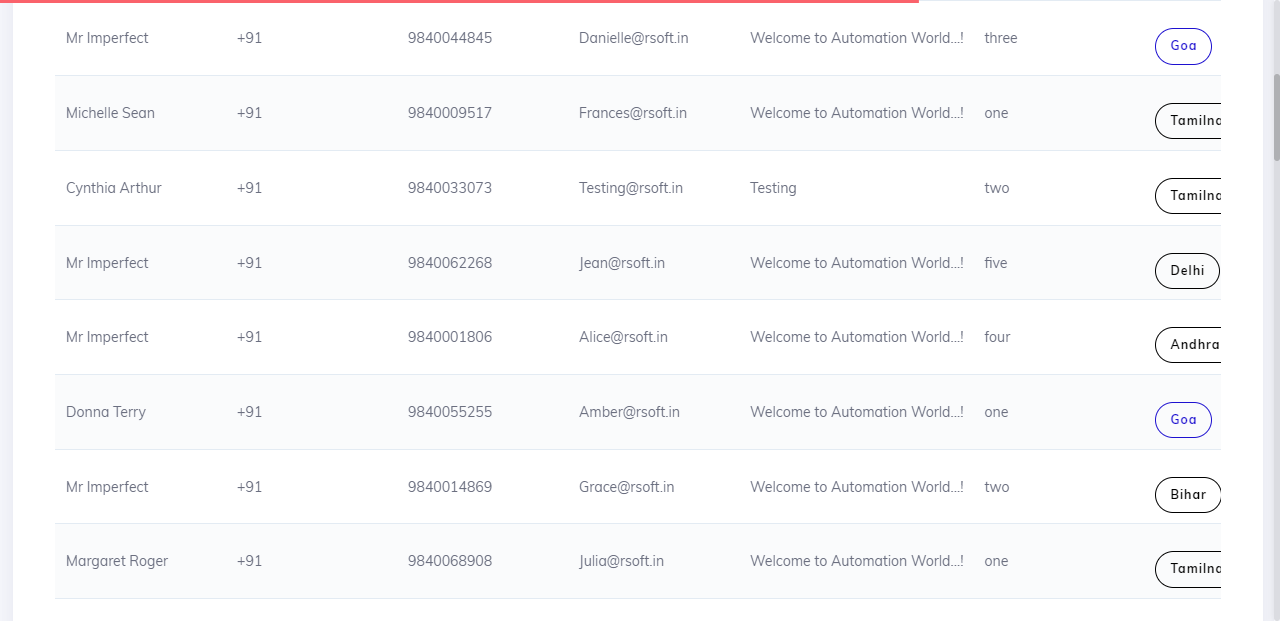 Mr Imperfect +91 9840044845 Danielle@rsoft.in Welcome to Automation World...! three Goa
Michelle Sean +91 9840009517 Frances@rsoft.in Welcome to Automation World...! one Tamilna
Cynthia Arthur +91 9840033073 Testing@rsoft.in Testing two Tamilna
Mr Imperfect +91 9840062268 Jean@rsoft.in Welcome to Automation World...! five Delhi
Mr Imperfect +91 9840001806 Alice@rsoft.in Welcome to Automation World...! four Andhra
Donna Terry +91 9840055255 Amber@rsoft.in Welcome to Automation World...! one Goa
Mr Imperfect +91 9840014869 Grace@rsoft.in Welcome to Automation World...! two Bihar
Margaret Roger +91 9840068908 Julia@rsoft.in Welcome to Automation World...! one Tamilna